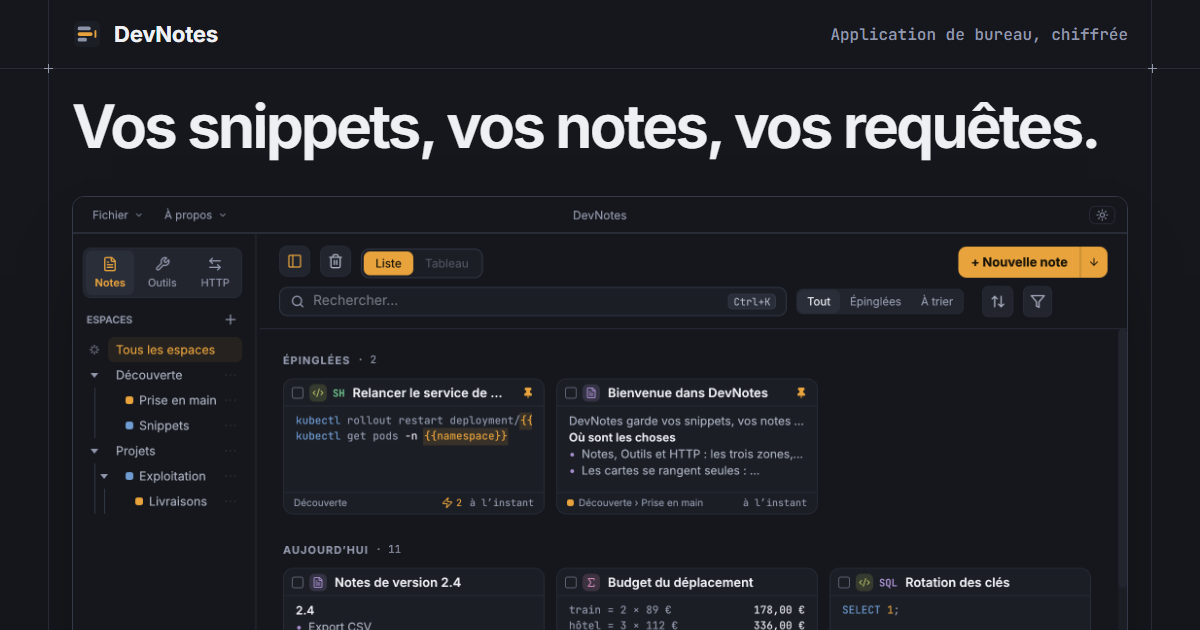 DevNotes
Application de bureau, chiffrée
Vos snippets, vos notes, vos requêtes.
Fichier
À propos
DevNotes
Notes
Outils
HTTP
Liste
Tableau
+ Nouvelle note
Rechercher...
Ctrl+K
Tout
Épinglées
À trier
ESPACES
Tous les espaces
Découverte
Prise en main
Snippets
Projets
Exploitation
Livraisons
ÉPINGLÉES · 2
SH Relancer le service de ...
kubectl rollout restart deployment/{{
kubectl get pods -n {{namespace}}
Découverte
2 à l'instant
Bienvenue dans DevNotes
DevNotes garde vos snippets, vos notes ...
Où sont les choses
• Notes, Outils et HTTP : les trois zones,...
• Les cartes se rangent seules : ...
Découverte › Prise en main
à l'instant
AUJOURD'HUI · 11
Notes de version 2.4
2.4
• Export CSV
Budget du déplacement
train = 2 × 89 € 178,00 €
hôtel = 3 × 112 € 336,00 €
SQL Rotation des clés
SELECT 1;